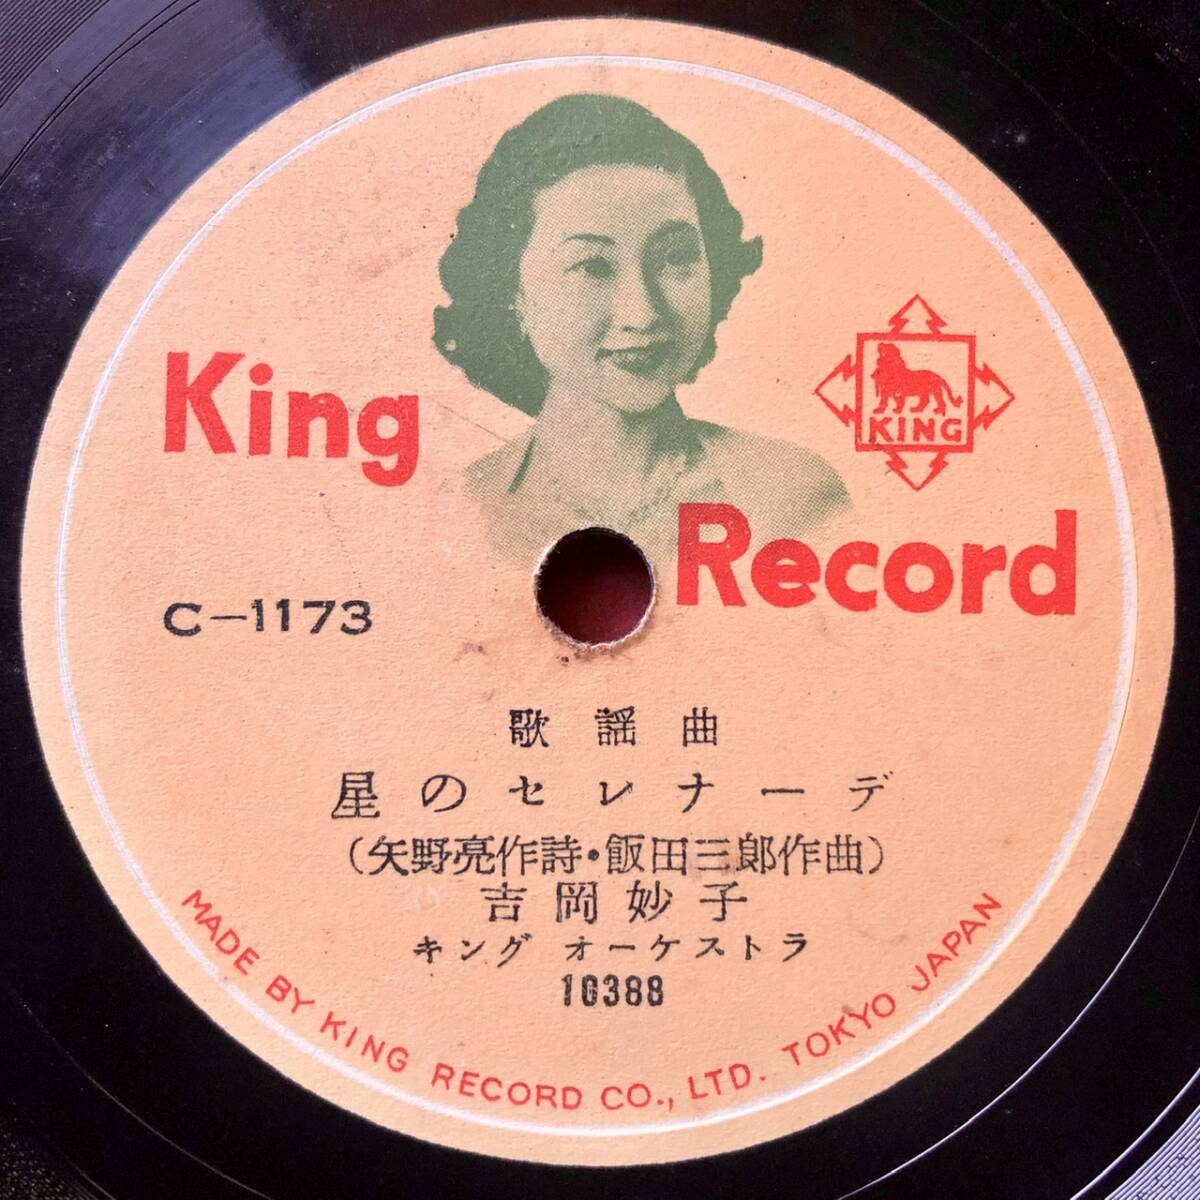 King
KING
Record
C-1173
歌謡曲
星のセレナーデ
(矢野亮作詩・飯田三郎作曲)
吉岡妙子
キング オーケストラ
10388
MADE BY KING RECORD CO., LTD. TOKYO JAPAN